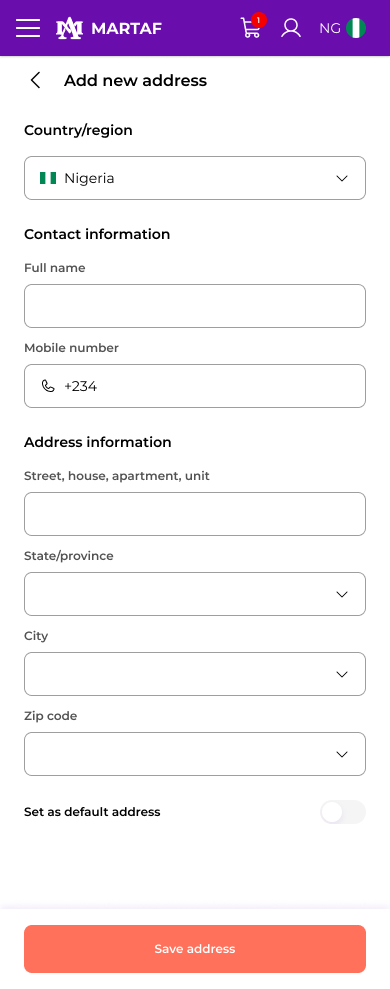 MARTAF
1
NG
Add new address
Country/region
Nigeria
Contact information
Full name
Mobile number
+234
Address information
Street, house, apartment, unit
State/province
City
Zip code
Set as default address
Save address